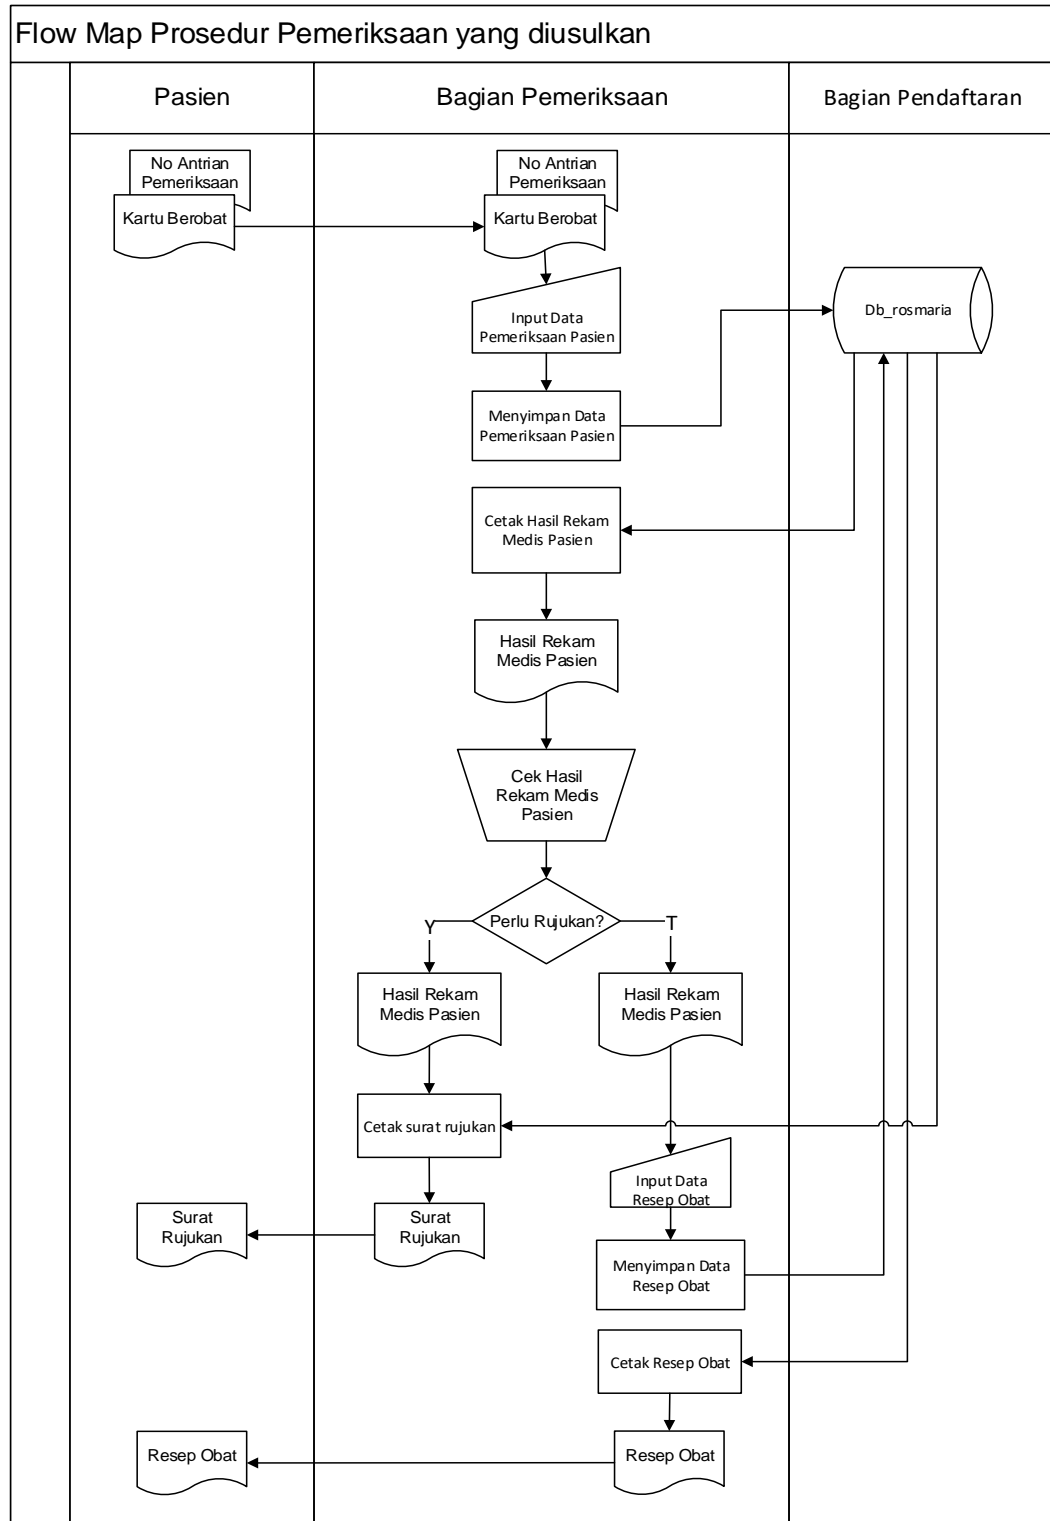 Flow Map Prosedur Pemeriksaan yang diusulkan
Pasien
Bagian Pemeriksaan
Bagian Pendaftaran
No Antrian
Pemeriksaan
Kartu Berobat
No Antrian
Pemeriksaan
Kartu Berobat
Input Data
Pemeriksaan Pasien
Db_rosmaria
Menyimpan Data
Pemeriksaan Pasien
Cetak Hasil Rekam
Medis Pasien
Hasil Rekam
Medis Pasien
Cek Hasil
Rekam Medis
Pasien
Perlu Rujukan?
Y
T
Hasil Rekam
Medis Pasien
Hasil Rekam
Medis Pasien
Cetak surat rujukan
Input Data
Resep Obat
Surat
Rujukan
Surat
Rujukan
Menyimpan Data
Resep Obat
Cetak Resep Obat
Resep Obat
Resep Obat